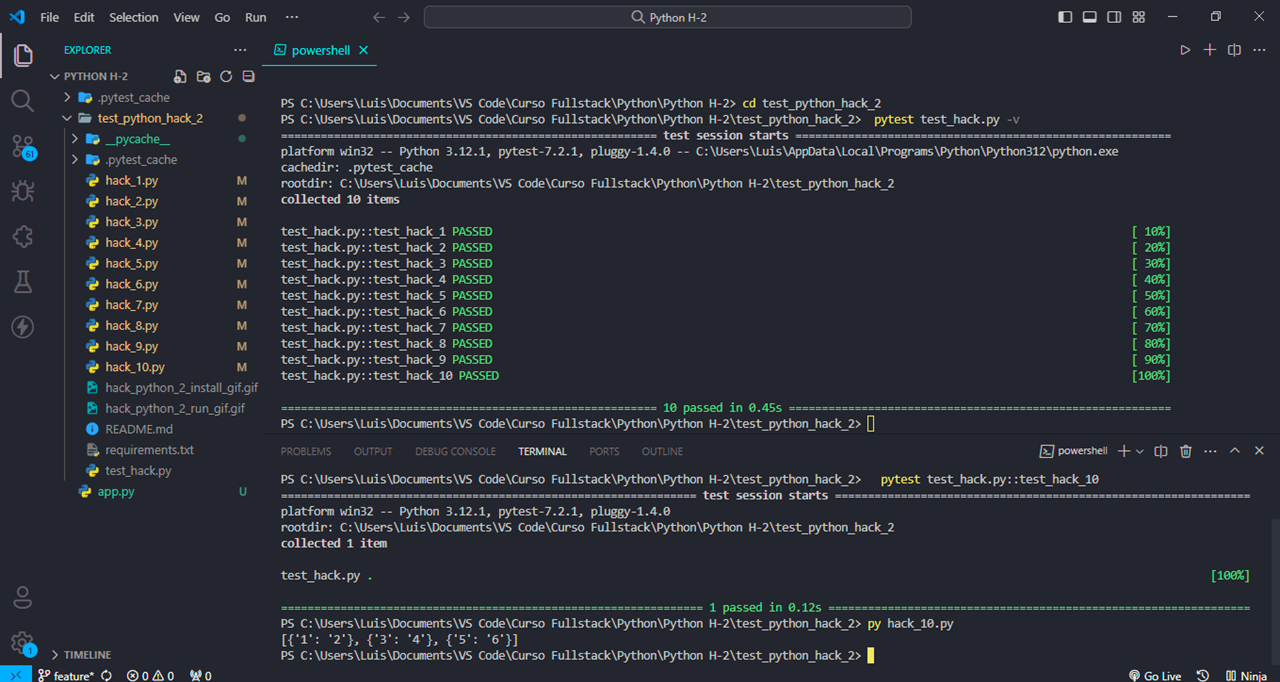 File Edit Selection View Go Run ··· Python H-2
EXPLORER ···
PYTHON H-2
.pytest_cache
test_python_hack_2
__pycache__
.pytest_cache
hack_1.py M
hack_2.py M
hack_3.py M
hack_4.py M
hack_5.py M
hack_6.py M
hack_7.py M
hack_8.py M
hack_9.py M
hack_10.py M
hack_python_2_install_gif.gif
hack_python_2_run_gif.gif
README.md
requirements.txt
test_hack.py
app.py U
61
1
TIMELINE
powershell
PS C:\Users\Luis\Documents\VS Code\Curso Fullstack\Python\Python H-2> cd test_python_hack_2
PS C:\Users\Luis\Documents\VS Code\Curso Fullstack\Python\Python H-2\test_python_hack_2> pytest test_hack.py -v
========================================================= test session starts =========================================================
platform win32 -- Python 3.12.1, pytest-7.2.1, pluggy-1.4.0 -- C:\Users\Luis\AppData\Local\Programs\Python\Python312\python.exe
cachedir: .pytest_cache
rootdir: C:\Users\Luis\Documents\VS Code\Curso Fullstack\Python\Python H-2\test_python_hack_2
collected 10 items
test_hack.py::test_hack_1 PASSED [ 10%]
test_hack.py::test_hack_2 PASSED [ 20%]
test_hack.py::test_hack_3 PASSED [ 30%]
test_hack.py::test_hack_4 PASSED [ 40%]
test_hack.py::test_hack_5 PASSED [ 50%]
test_hack.py::test_hack_6 PASSED [ 60%]
test_hack.py::test_hack_7 PASSED [ 70%]
test_hack.py::test_hack_8 PASSED [ 80%]
test_hack.py::test_hack_9 PASSED [ 90%]
test_hack.py::test_hack_10 PASSED [100%]
========================================================= 10 passed in 0.45s ==========================================================
PS C:\Users\Luis\Documents\VS Code\Curso Fullstack\Python\Python H-2\test_python_hack_2>
PROBLEMS OUTPUT DEBUG CONSOLE TERMINAL PORTS OUTLINE powershell
PS C:\Users\Luis\Documents\VS Code\Curso Fullstack\Python\Python H-2\test_python_hack_2> pytest test_hack.py::test_hack_10
=============================================================== test session starts ===============================================================
platform win32 -- Python 3.12.1, pytest-7.2.1, pluggy-1.4.0
rootdir: C:\Users\Luis\Documents\VS Code\Curso Fullstack\Python\Python H-2\test_python_hack_2
collected 1 item
test_hack.py . [100%]
================================================================ 1 passed in 0.12s ================================================================
PS C:\Users\Luis\Documents\VS Code\Curso Fullstack\Python\Python H-2\test_python_hack_2> py hack_10.py
[{'1': '2'}, {'3': '4'}, {'5': '6'}]
PS C:\Users\Luis\Documents\VS Code\Curso Fullstack\Python\Python H-2\test_python_hack_2>
feature* 0 0 0 Go Live Ninja